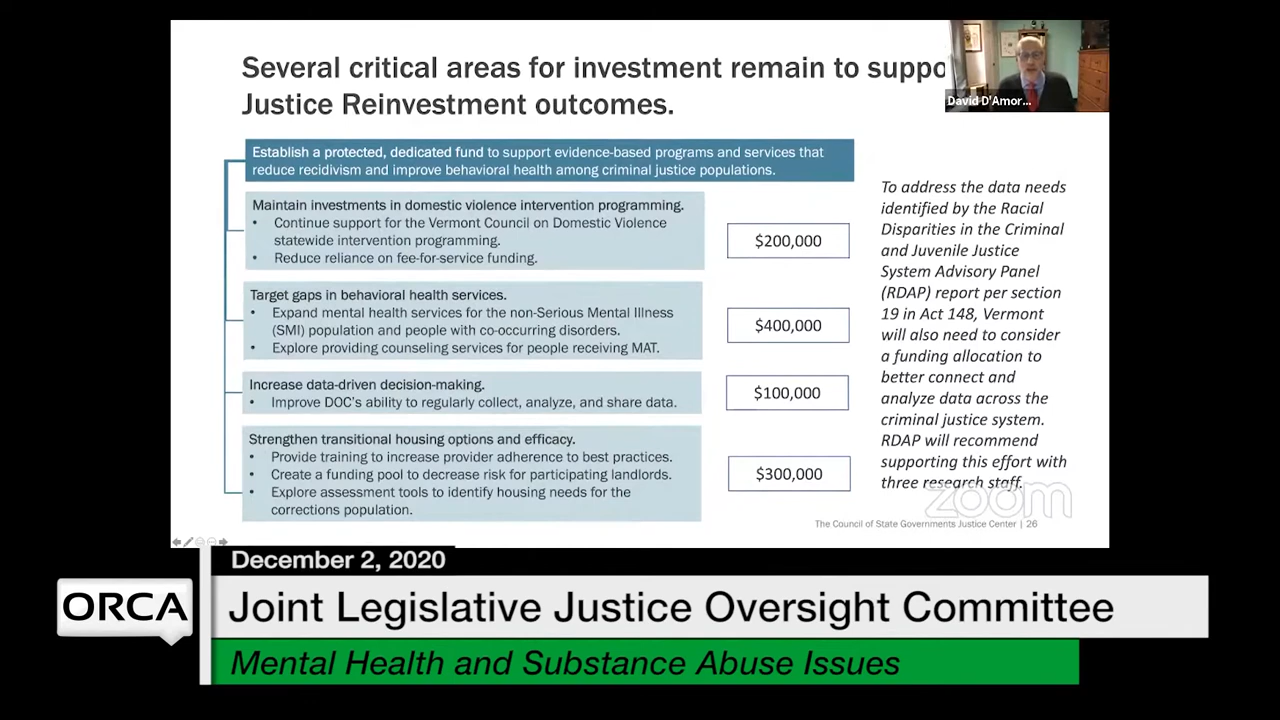 Several critical areas for investment remain to suppo
Justice Reinvestment outcomes.
David D'Amor...
Establish a protected, dedicated fund to support evidence-based programs and services that
reduce recidivism and improve behavioral health among criminal justice populations.
Maintain investments in domestic violence intervention programming.
• Continue support for the Vermont Council on Domestic Violence
statewide intervention programming.
• Reduce reliance on fee-for-service funding.
$200,000
Target gaps in behavioral health services.
• Expand mental health services for the non-Serious Mental Illness
(SMI) population and people with co-occurring disorders.
• Explore providing counseling services for people receiving MAT.
$400,000
Increase data-driven decision-making.
• Improve DOC's ability to regularly collect, analyze, and share data.
$100,000
Strengthen transitional housing options and efficacy.
• Provide training to increase provider adherence to best practices.
• Create a funding pool to decrease risk for participating landlords.
• Explore assessment tools to identify housing needs for the
corrections population.
$300,000
To address the data needs
identified by the Racial
Disparities in the Criminal
and Juvenile Justice
System Advisory Panel
(RDAP) report per section
19 in Act 148, Vermont
will also need to consider
a funding allocation to
better connect and
analyze data across the
criminal justice system.
RDAP will recommend
supporting this effort with
three research staff.
zoom
The Council of State Governments Justice Center | 26
December 2, 2020
ORCA
Joint Legislative Justice Oversight Committee
Mental Health and Substance Abuse Issues